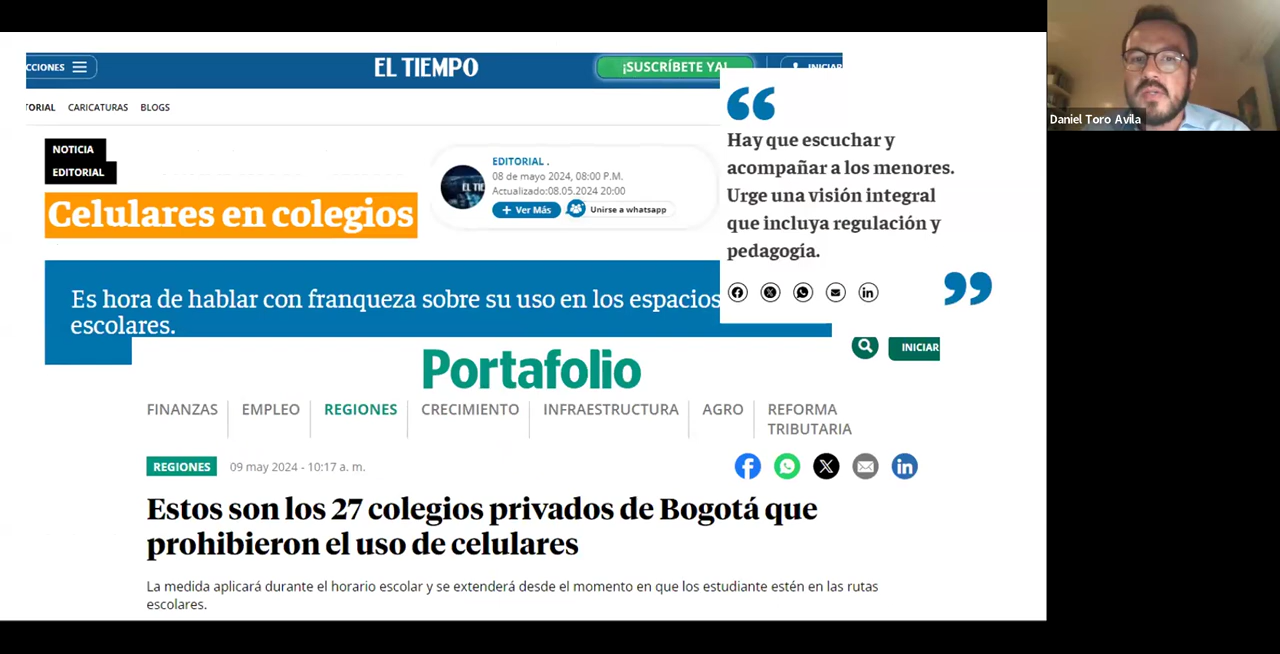 CCIONES
EL TIEMPO
¡SUSCRÍBETE YA!
INICIAR
TORIAL CARICATURAS BLOGS
NOTICIA
EDITORIAL
Celulares en colegios
EDITORIAL .
08 de mayo 2024, 08:00 P.M.
Actualizado:08.05.2024 20:00
+ Ver Más
Unirse a whatsapp
Es hora de hablar con franqueza sobre su uso en los espacios
escolares.
“
Hay que escuchar y
acompañar a los menores.
Urge una visión integral
que incluya regulación y
pedagogía.
”
Daniel Toro Avila
Portafolio
INICIAR
FINANZAS EMPLEO REGIONES CRECIMIENTO INFRAESTRUCTURA AGRO REFORMA
TRIBUTARIA
REGIONES 09 may 2024 - 10:17 a. m.
Estos son los 27 colegios privados de Bogotá que
prohibieron el uso de celulares
La medida aplicará durante el horario escolar y se extenderá desde el momento en que los estudiante estén en las rutas
escolares.